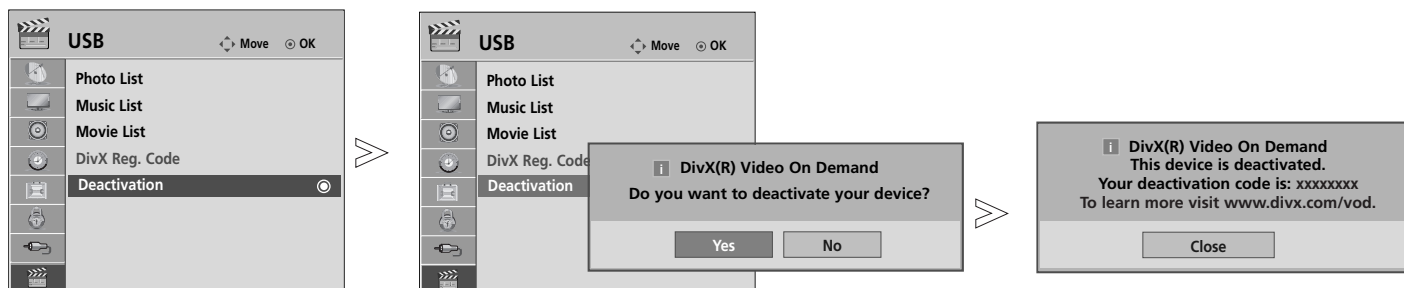 USB
Move OK
Photo List
Music List
Movie List
DivX Reg. Code
Deactivation
USB
Move OK
Photo List
Music List
Movie List
DivX Reg. Code
Deactivation
i DivX(R) Video On Demand
Do you want to deactivate your device?
Yes No
i DivX(R) Video On Demand
This device is deactivated.
Your deactivation code is: xxxxxxxx
To learn more visit www.divx.com/vod.
Close